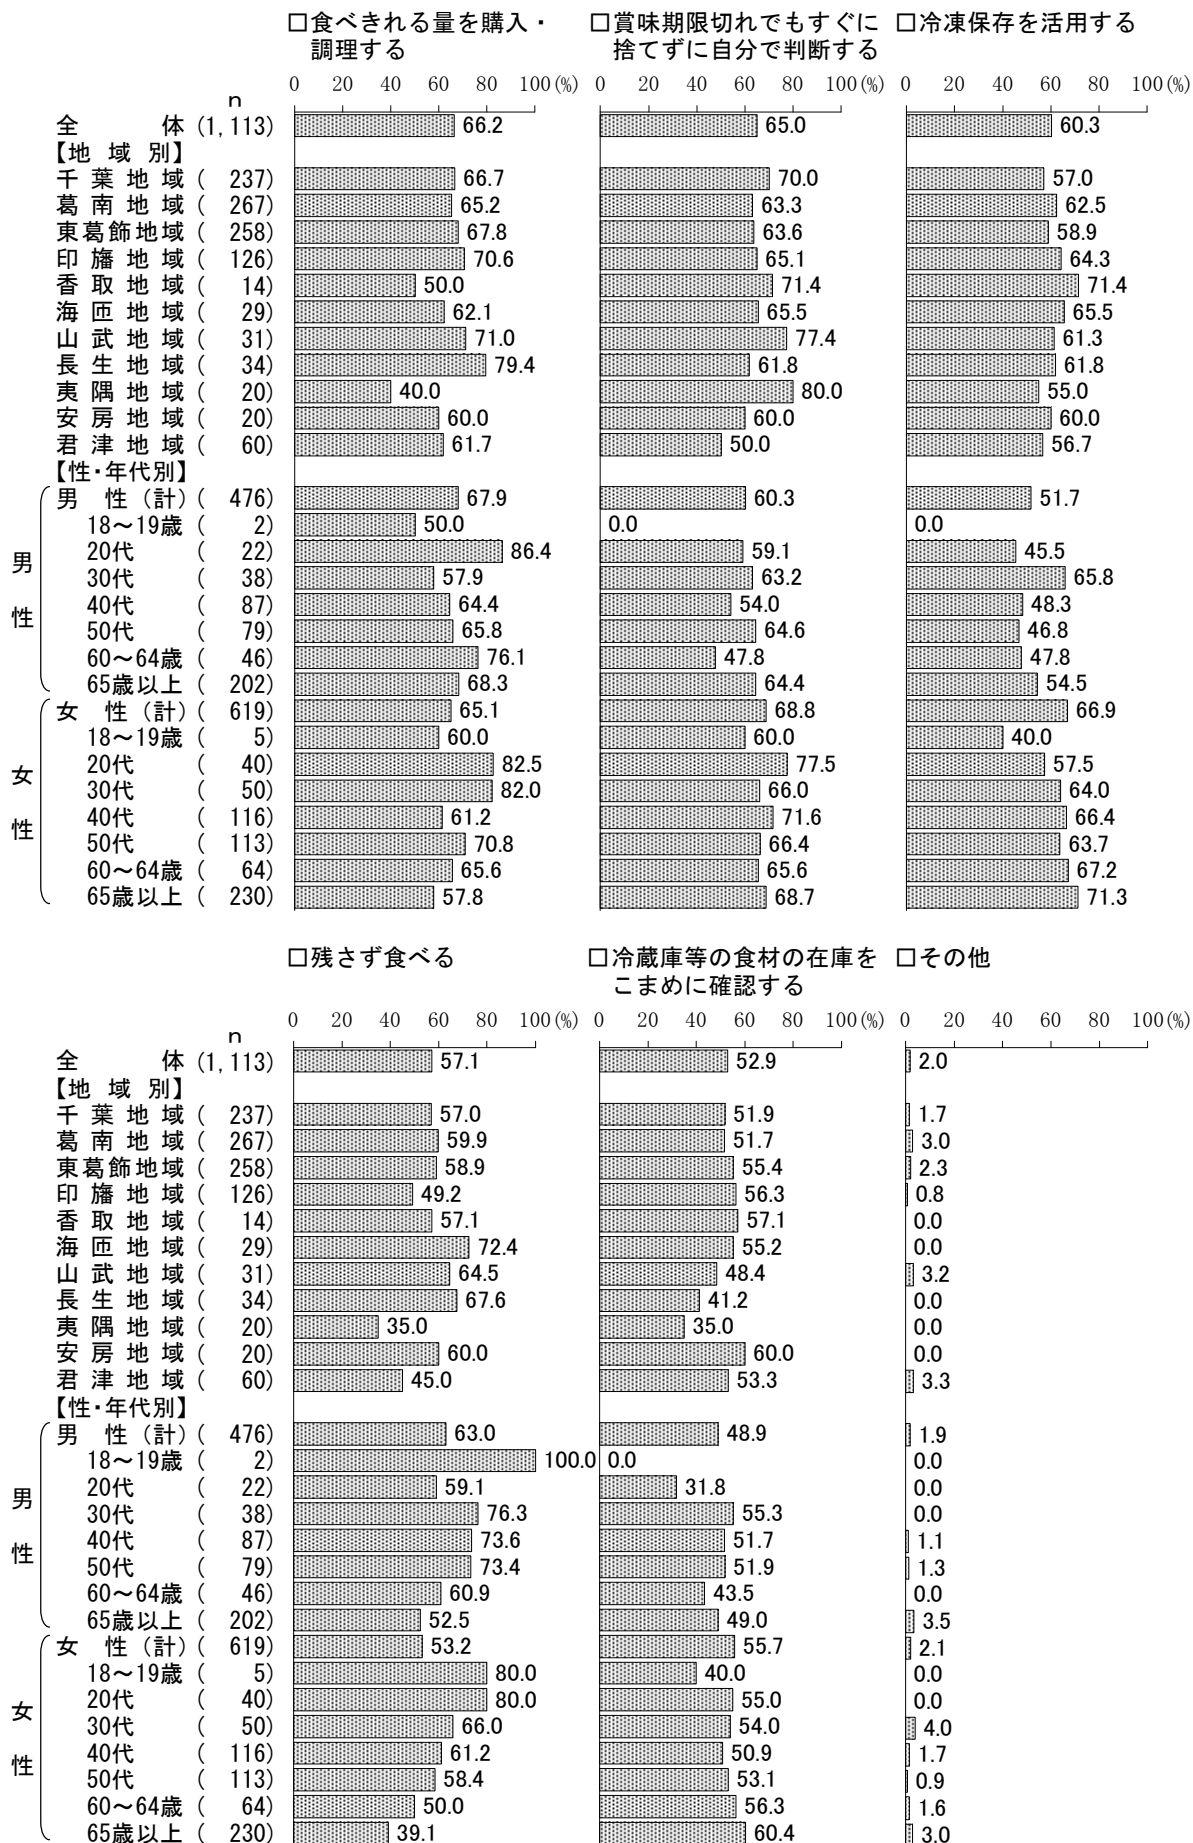 □食べきれる量を購入・ □賞味期限切れでもすぐに □冷凍保存を活用する
調理する 捨てずに自分で判断する
0 20 40 60 80 100(%) 0 20 40 60 80 100(%) 0 20 40 60 80 100(%)
n
全体(1,113) 66.2 65.0 60.3
【地域別】
千葉地域( 237) 66.7 70.0 57.0
葛南地域( 267) 65.2 63.3 62.5
東葛飾地域( 258) 67.8 63.6 58.9
印旛地域( 126) 70.6 65.1 64.3
香取地域( 14) 50.0 71.4 71.4
海匝地域( 29) 62.1 65.5 65.5
山武地域( 31) 71.0 77.4 61.3
長生地域( 34) 79.4 61.8 61.8
夷隅地域( 20) 40.0 80.0 55.0
安房地域( 20) 60.0 60.0 60.0
君津地域( 60) 61.7 50.0 56.7
【性・年代別】
男性(計)( 476) 67.9 60.3 51.7
18～19歳( 2) 50.0 0.0 0.0
20代( 22) 86.4 59.1 45.5
男性 30代( 38) 57.9 63.2 65.8
40代( 87) 64.4 54.0 48.3
50代( 79) 65.8 64.6 46.8
60～64歳( 46) 76.1 47.8 47.8
65歳以上( 202) 68.3 64.4 54.5
女性(計)( 619) 65.1 68.8 66.9
18～19歳( 5) 60.0 60.0 40.0
20代( 40) 82.5 77.5 57.5
女性 30代( 50) 82.0 66.0 64.0
40代( 116) 61.2 71.6 66.4
50代( 113) 70.8 66.4 63.7
60～64歳( 64) 65.6 65.6 67.2
65歳以上( 230) 57.8 68.7 71.3
□残さず食べる □冷蔵庫等の食材の在庫を □その他
こまめに確認する
0 20 40 60 80 100(%) 0 20 40 60 80 100(%) 0 20 40 60 80 100(%)
n
全体(1,113) 57.1 52.9 2.0
【地域別】
千葉地域( 237) 57.0 51.9 1.7
葛南地域( 267) 59.9 51.7 3.0
東葛飾地域( 258) 58.9 55.4 2.3
印旛地域( 126) 49.2 56.3 0.8
香取地域( 14) 57.1 57.1 0.0
海匝地域( 29) 72.4 55.2 0.0
山武地域( 31) 64.5 48.4 3.2
長生地域( 34) 67.6 41.2 0.0
夷隅地域( 20) 35.0 35.0 0.0
安房地域( 20) 60.0 60.0 0.0
君津地域( 60) 45.0 53.3 3.3
【性・年代別】
男性(計)( 476) 63.0 48.9 1.9
18～19歳( 2) 100.0 0.0 0.0
20代( 22) 59.1 31.8 0.0
男性 30代( 38) 76.3 55.3 0.0
40代( 87) 73.6 51.7 1.1
50代( 79) 73.4 51.9 1.3
60～64歳( 46) 60.9 43.5 0.0
65歳以上( 202) 52.5 49.0 3.5
女性(計)( 619) 53.2 55.7 2.1
18～19歳( 5) 80.0 40.0 0.0
20代( 40) 80.0 55.0 0.0
女性 30代( 50) 66.0 54.0 4.0
40代( 116) 61.2 50.9 1.7
50代( 113) 58.4 53.1 0.9
60～64歳( 64) 50.0 56.3 1.6
65歳以上( 230) 39.1 60.4 3.0